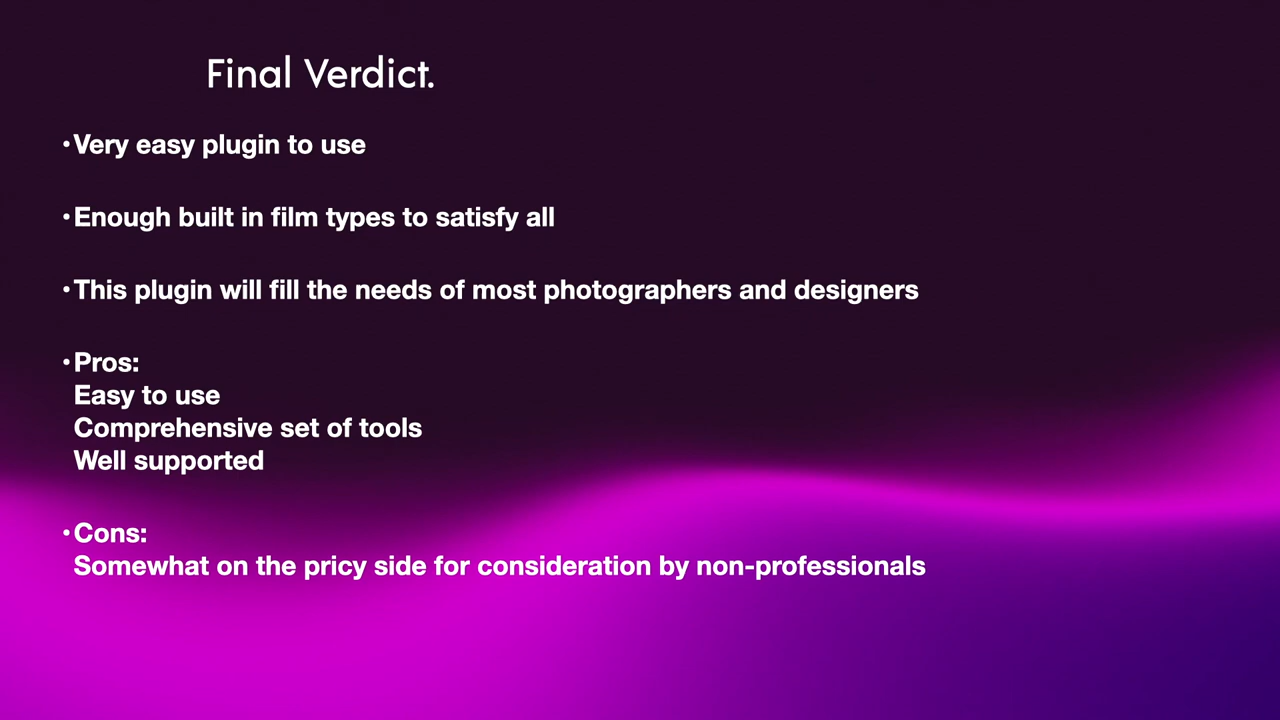 Final Verdict.
•Very easy plugin to use
•Enough built in film types to satisfy all
•This plugin will fill the needs of most photographers and designers
•Pros:
Easy to use
Comprehensive set of tools
Well supported
•Cons:
Somewhat on the pricy side for consideration by non-professionals